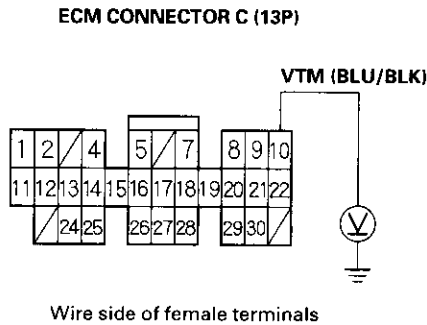 ECM CONNECTOR C (13P)
VTM (BLU/BLK)
1 2 4 5 7 8 9 10
11 12 13 14 15 16 17 18 19 20 21 22
24 25 26 27 28 29 30
V
Wire side of female terminals